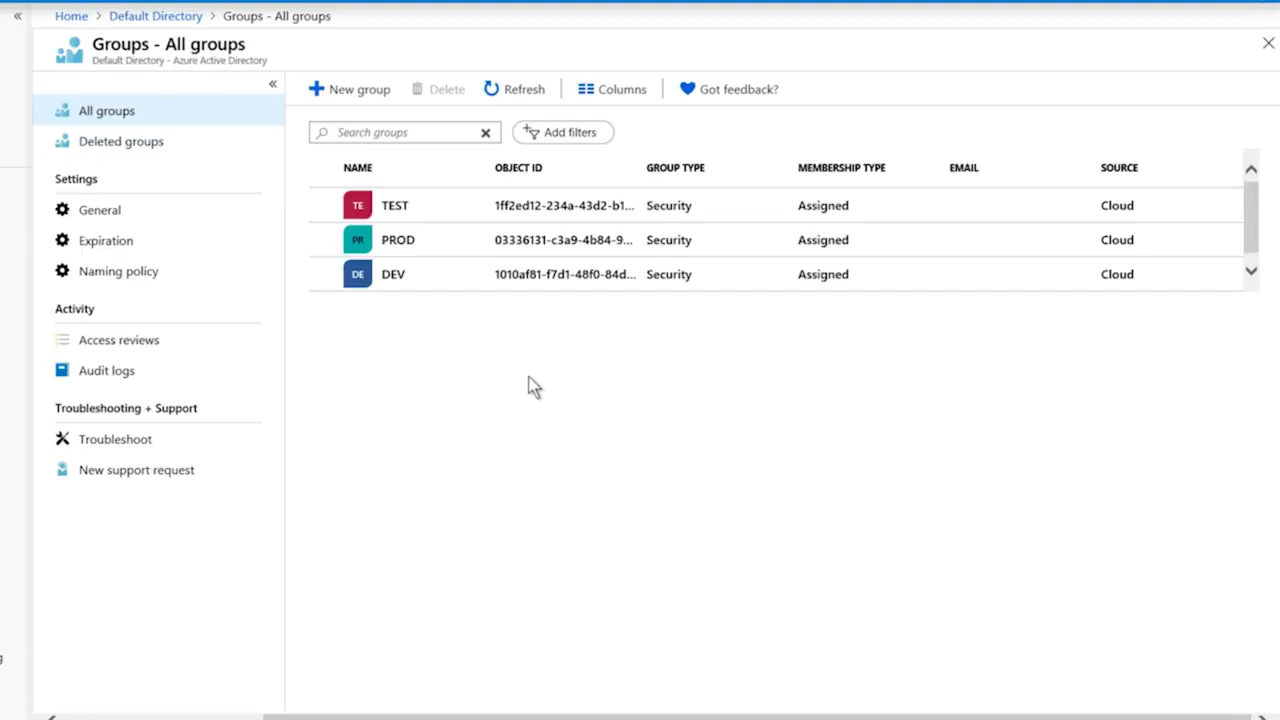 «
Home > Default Directory > Groups - All groups
Groups - All groups
Default Directory - Azure Active Directory
«
New group Delete Refresh Columns Got feedback?
Search groups Add filters
All groups
Deleted groups
Settings
General
Expiration
Naming policy
Activity
Access reviews
Audit logs
Troubleshooting + Support
Troubleshoot
New support request
NAME OBJECT ID GROUP TYPE MEMBERSHIP TYPE EMAIL SOURCE
TE TEST 1ff2ed12-234a-43d2-b1... Security Assigned Cloud
PR PROD 03336131-c3a9-4b84-9... Security Assigned Cloud
DE DEV 1010af81-f7d1-48f0-84d... Security Assigned Cloud